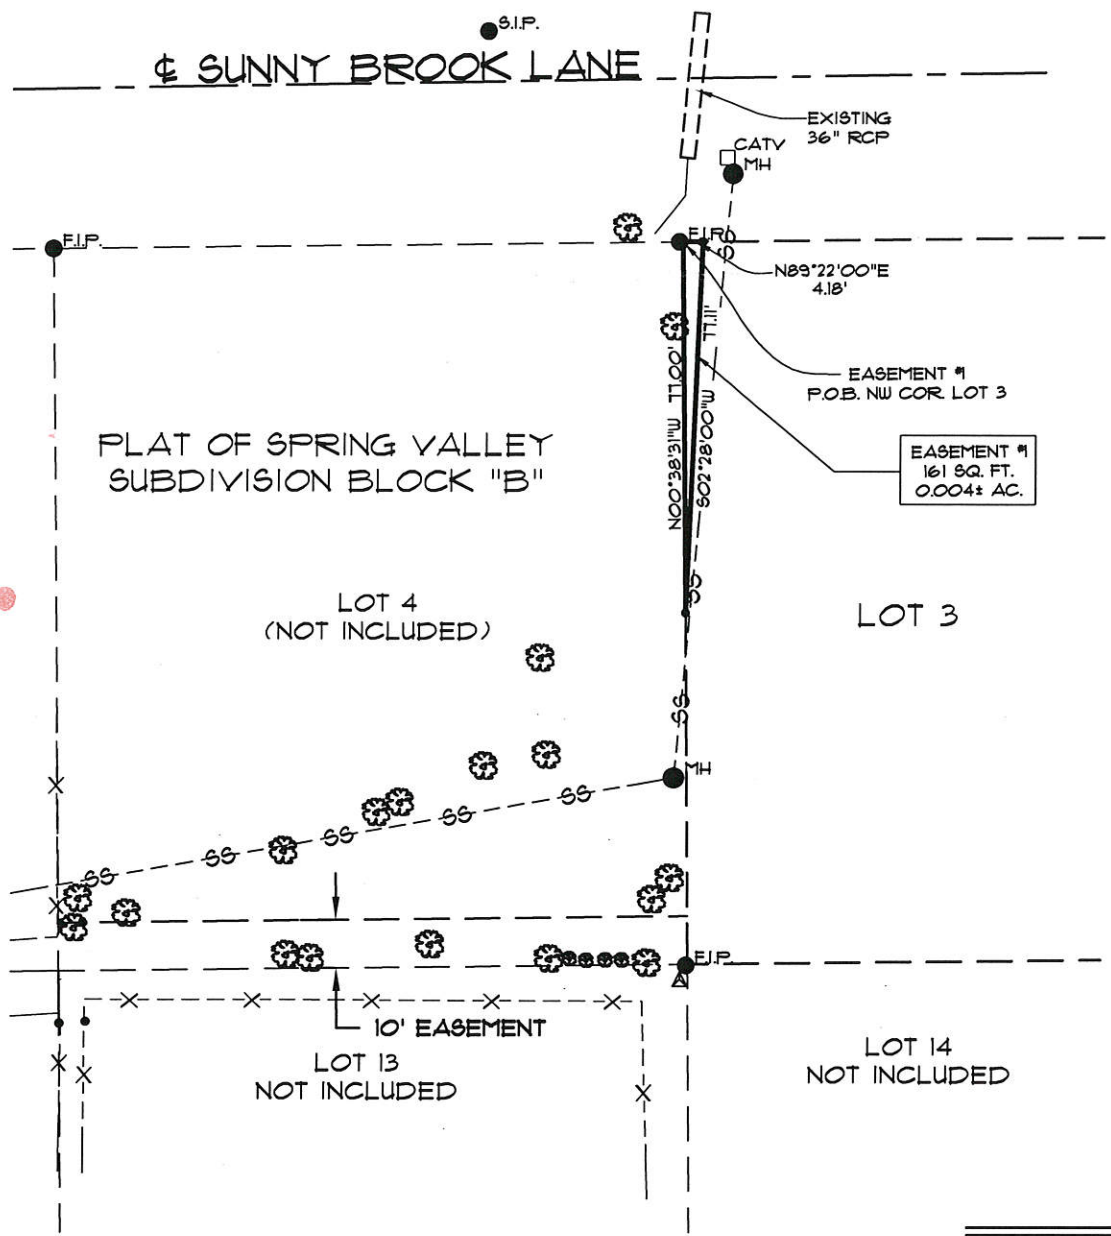 S.I.P.
℄ SUNNY BROOK LANE
EXISTING
36" RCP
CATV
MH
F.I.P.
F.I.P.
SS
N89°22'00"E
4.18'
N00°38'31"W 77.00'
S02°28'00"W 77.11'
EASEMENT #1
P.O.B. NW COR. LOT 3
PLAT OF SPRING VALLEY
SUBDIVISION BLOCK "B"
EASEMENT #1
161 SQ. FT.
0.004± AC.
SS
LOT 4
(NOT INCLUDED)
LOT 3
SS
MH
SS
SS
SS
SS
SS
F.I.P.
A
10' EASEMENT
LOT 13
NOT INCLUDED
LOT 14
NOT INCLUDED